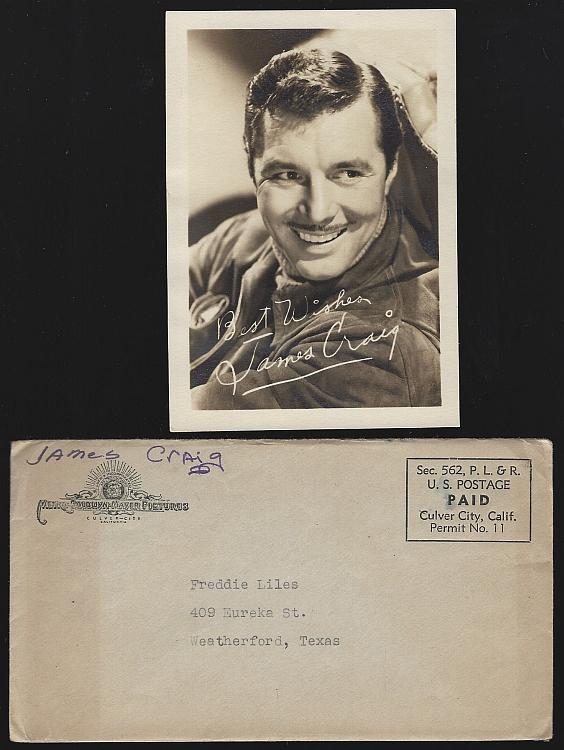 Best Wishes
James Craig
James Craig
METRO-GOLDWYN-MAYER PICTURES
CULVER CITY
CALIFORNIA
Sec. 562, P. L. & R.
U. S. POSTAGE
PAID
Culver City, Calif.
Permit No. 11
Freddie Liles
409 Eureka St.
Weatherford, Texas